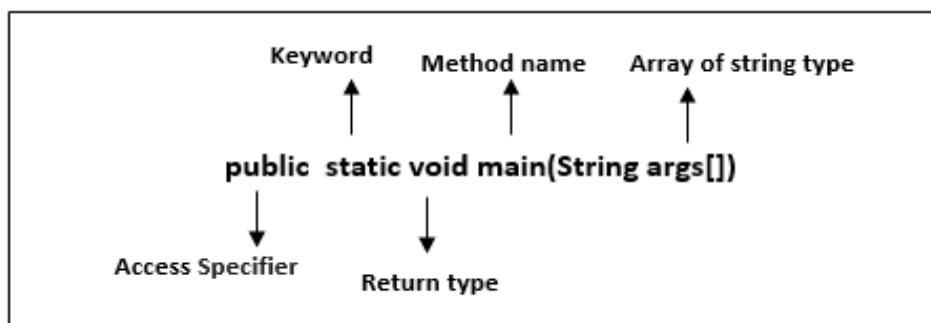 Keyword Method name Array of string type
public static void main(String args[])
Access Specifier Return type